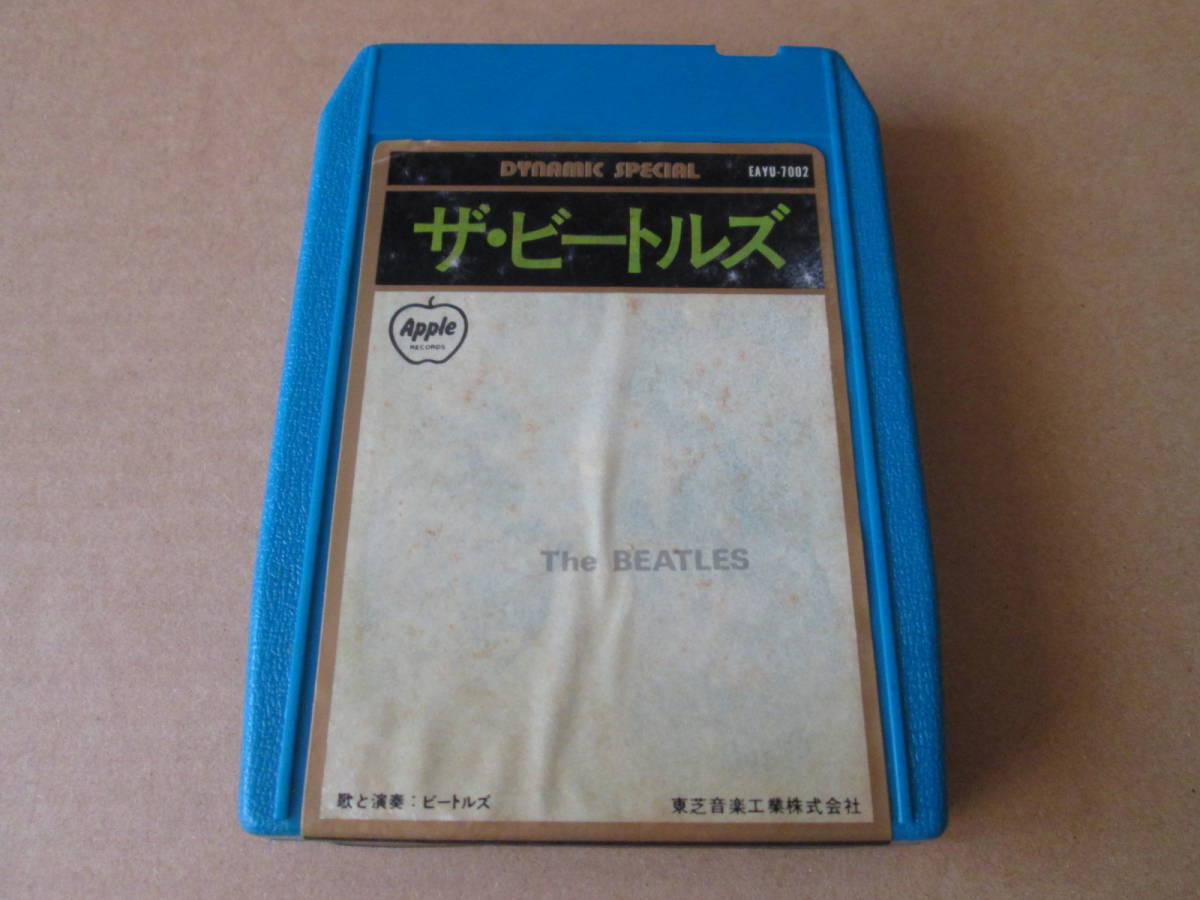 DYNAMIC SPECIAL EAYU-7002
ザ・ビートルズ
Apple
RECORDS
The BEATLES
歌と演奏：ビートルズ 東芝音楽工業株式会社